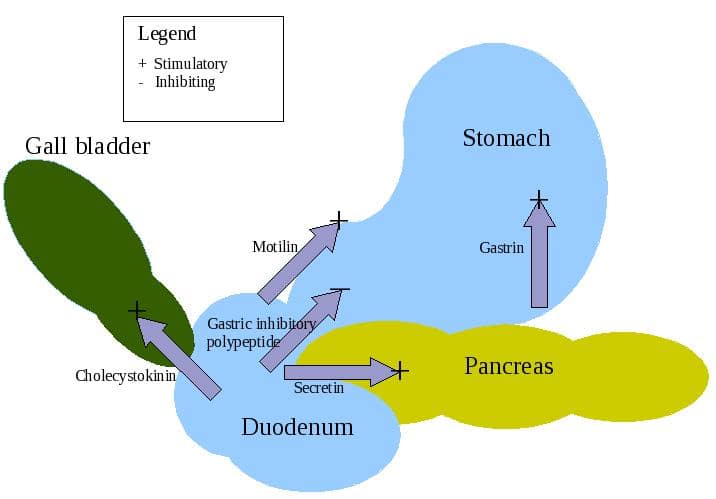 Legend
+ Stimulatory
- Inhibiting
Gall bladder
Stomach
+
+
Motilin
Gastrin
-
+
Gastric inhibitory
polypeptide
Pancreas
+
Cholecystokinin
Secretin
Duodenum